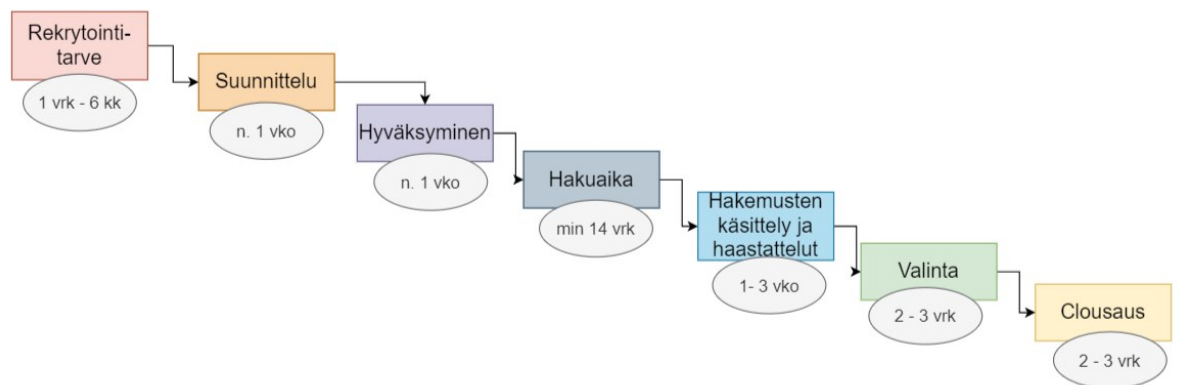 Rekrytointi-
tarve
1 vrk - 6 kk
Suunnittelu
n. 1 vko
Hyväksyminen
n. 1 vko
Hakuaika
min 14 vrk
Hakemusten
käsittely ja
haastattelut
1- 3 vko
Valinta
2 - 3 vrk
Clousaus
2 - 3 vrk